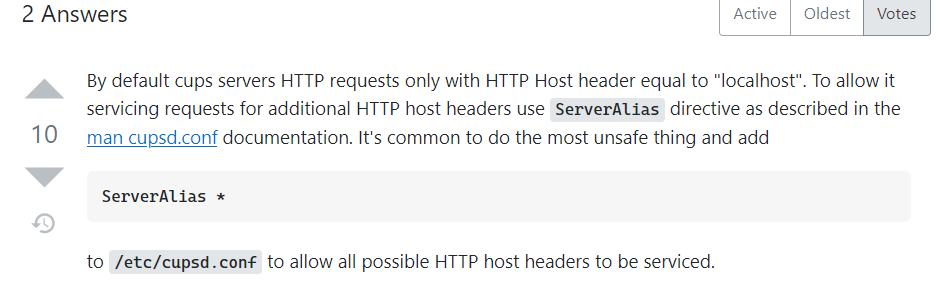 2 Answers
Active Oldest Votes
By default cups servers HTTP requests only with HTTP Host header equal to "localhost". To allow it
servicing requests for additional HTTP host headers use ServerAlias directive as described in the
10
man cupsd.conf documentation. It's common to do the most unsafe thing and add
ServerAlias *
to /etc/cupsd.conf to allow all possible HTTP host headers to be serviced.